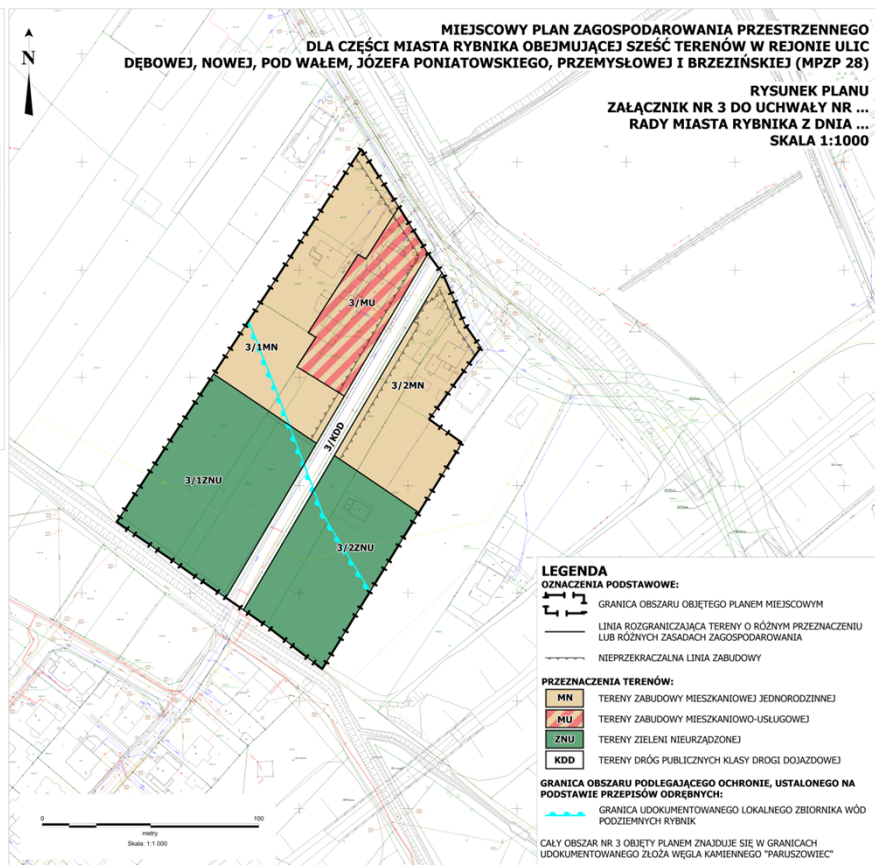 MIEJSCOWY PLAN ZAGOSPODAROWANIA PRZESTRZENNEGO
DLA CZĘŚCI MIASTA RYBNIKA OBEJMUJĄCEJ SZEŚĆ TERENÓW W REJONIE ULIC
DĘBOWEJ, NOWEJ, POD WAŁEM, JÓZEFA PONIATOWSKIEGO, PRZEMYSŁOWEJ I BRZEZIŃSKIEJ (MPZP 28)
RYSUNEK PLANU
ZAŁĄCZNIK NR 3 DO UCHWAŁY NR ...
RADY MIASTA RYBNIKA Z DNIA ...
SKALA 1:1000
N
3/MU
3/1MN
3/2MN
3/KDD
3/1ZNU
3/2ZNU
LEGENDA
OZNACZENIA PODSTAWOWE:
GRANICA OBSZARU OBJĘTEGO PLANEM MIEJSCOWYM
LINIA ROZGRANICZAJĄCA TERENY O RÓŻNYM PRZEZNACZENIU
LUB RÓŻNYCH ZASADACH ZAGOSPODAROWANIA
NIEPRZEKRACZALNA LINIA ZABUDOWY
PRZEZNACZENIA TERENÓW:
MN TERENY ZABUDOWY MIESZKANIOWEJ JEDNORODZINNEJ
MU TERENY ZABUDOWY MIESZKANIOWO-USŁUGOWEJ
ZNU TERENY ZIELENI NIEURZĄDZONEJ
KDD TERENY DRÓG PUBLICZNYCH KLASY DROGI DOJAZDOWEJ
GRANICA OBSZARU PODLEGAJĄCEGO OCHRONIE, USTALONEGO NA
PODSTAWIE PRZEPISÓW ODRĘBNYCH:
GRANICA UDOKUMENTOWANEGO LOKALNEGO ZBIORNIKA WÓD
PODZIEMNYCH RYBNIK
CAŁY OBSZAR NR 3 OBJĘTY PLANEM ZNAJDUJE SIĘ W GRANICACH
UDOKUMENTOWANEGO ZŁOŻA WĘGLA KAMIENNEGO "PARUSZOWIEC"
0 100
metry
Skala: 1:1 000